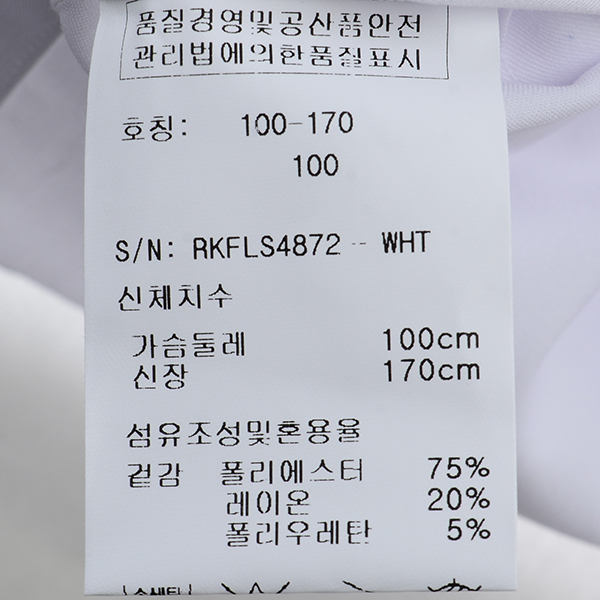 품질경영및공산품안전
관리법에의한품질표시
호칭: 100-170
100
S/N: RKFLS4872 - WHT
신체치수
가슴둘레 100cm
신장 170cm
섬유조성및혼용율
겉감 폴리에스터 75%
레이온 20%
폴리우레탄 5%